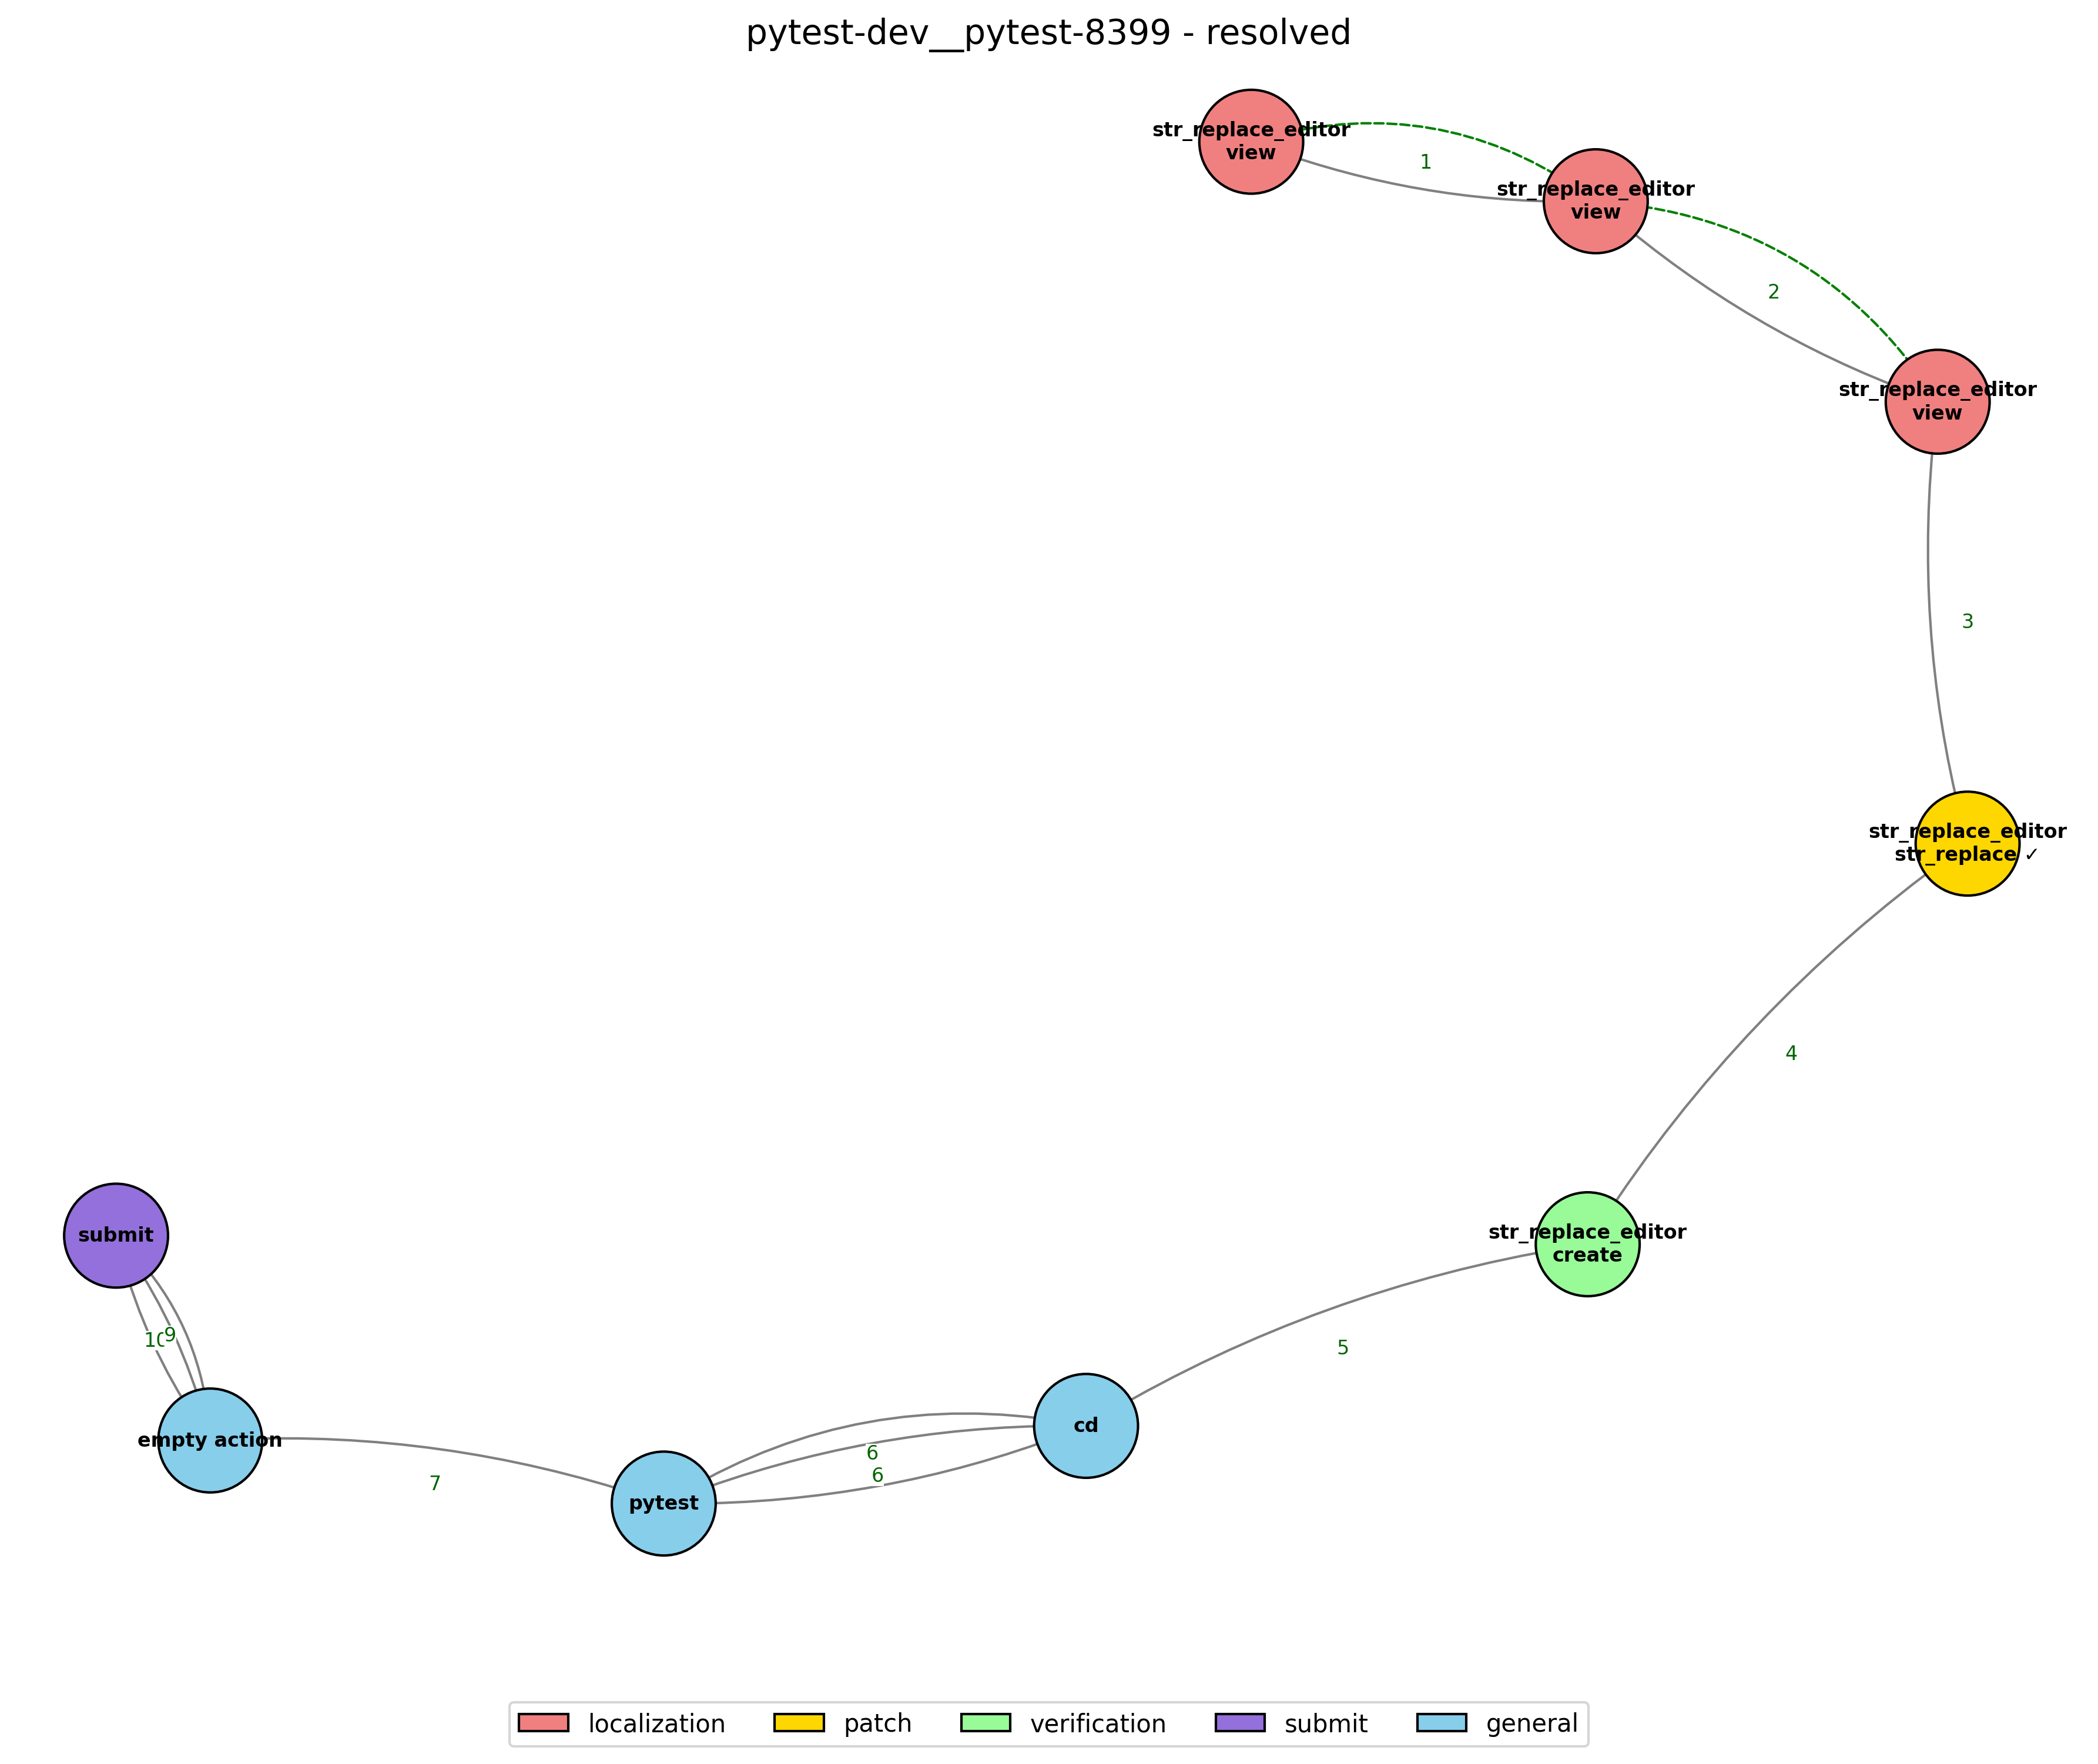 pytest-dev__pytest-8399 - resolved
str_replace_editor
view
1
str_replace_editor
view
2
str_replace_editor
view
3
str_replace_editor
str_replace ✓
4
submit
str_replace_editor
create
10
9
5
cd
empty action
6
6
7
pytest
localization
patch
verification
submit
general